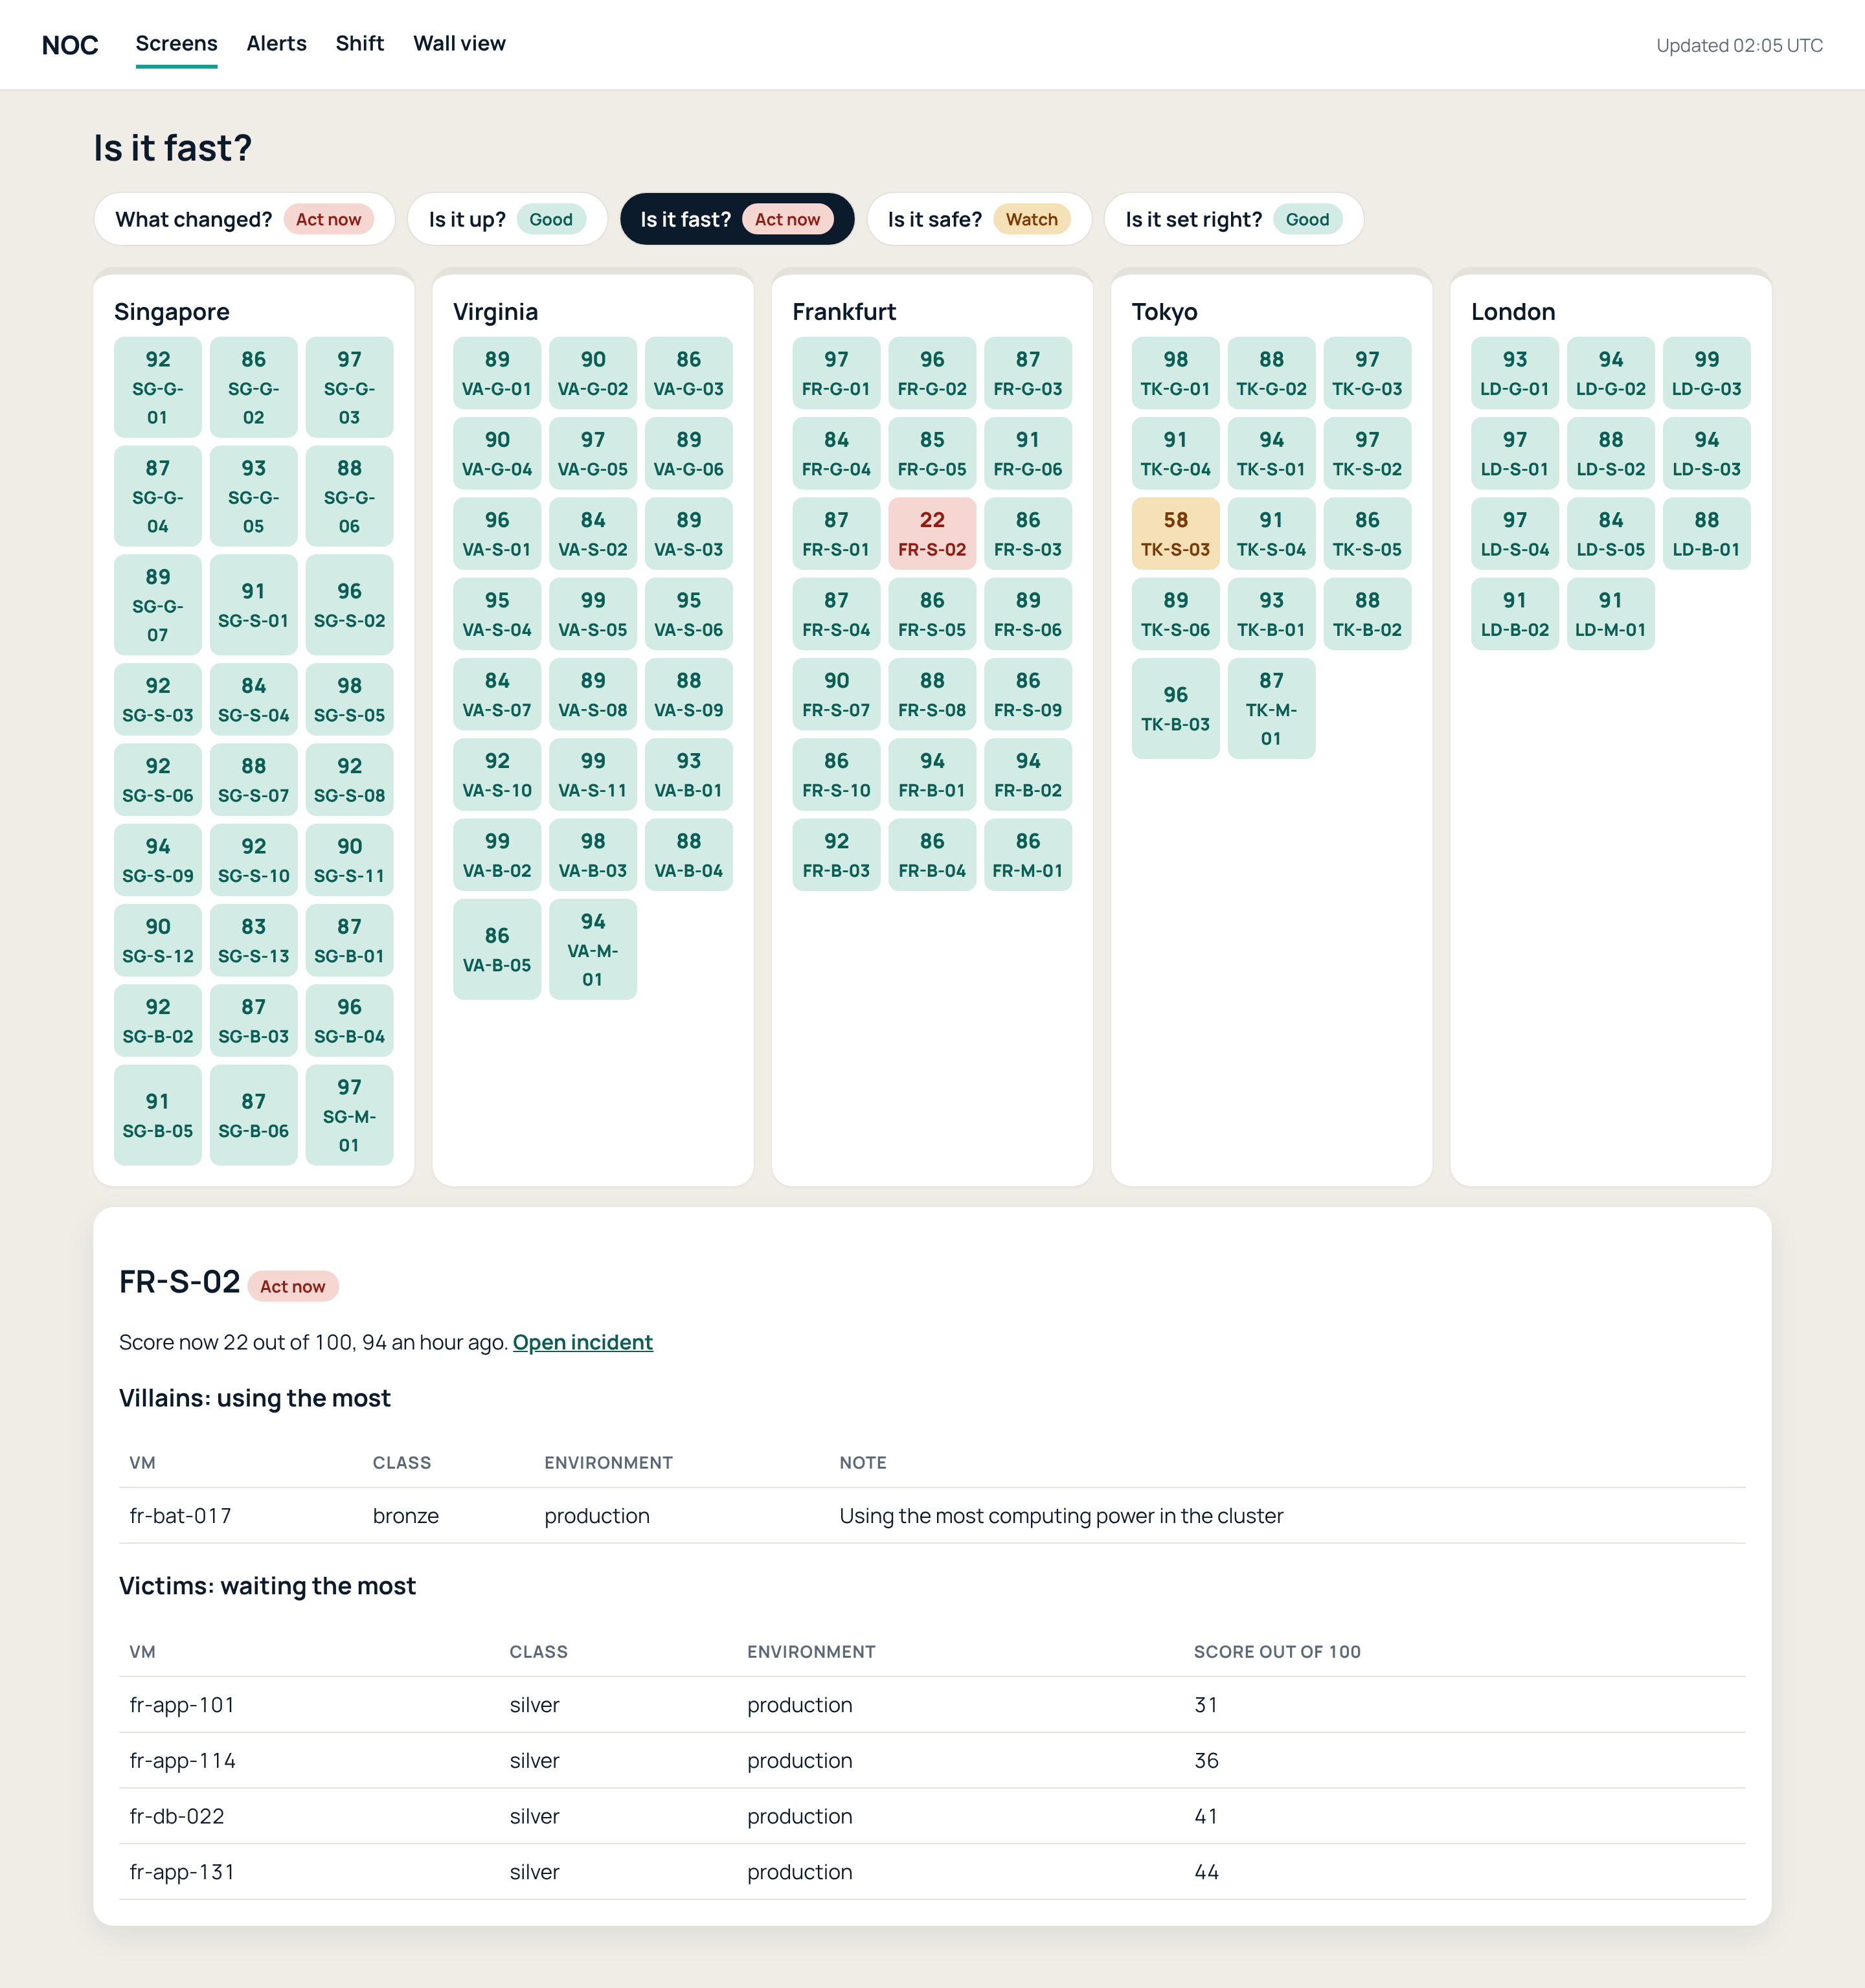 NOC Screens Alerts Shift Wall view Updated 02:05 UTC
Is it fast?
What changed? Act now Is it up? Good Is it fast? Act now Is it safe? Watch Is it set right? Good
Singapore
92 86 97
SG-G- SG-G- SG-G-
01 02 03
87 93 88
SG-G- SG-G- SG-G-
04 05 06
89 91 96
SG-G- SG-S-01 SG-S-02
07
92 84 98
SG-S-03 SG-S-04 SG-S-05
92 88 92
SG-S-06 SG-S-07 SG-S-08
94 92 90
SG-S-09 SG-S-10 SG-S-11
90 83 87
SG-S-12 SG-S-13 SG-B-01
92 87 96
SG-B-02 SG-B-03 SG-B-04
91 87 97
SG-B-05 SG-B-06 SG-M-
01
Virginia
89 90 86
VA-G-01 VA-G-02 VA-G-03
90 97 89
VA-G-04 VA-G-05 VA-G-06
96 84 89
VA-S-01 VA-S-02 VA-S-03
95 99 95
VA-S-04 VA-S-05 VA-S-06
84 89 88
VA-S-07 VA-S-08 VA-S-09
92 99 93
VA-S-10 VA-S-11 VA-B-01
99 98 88
VA-B-02 VA-B-03 VA-B-04
86 94
VA-B-05 VA-M-
01
Frankfurt
97 96 87
FR-G-01 FR-G-02 FR-G-03
84 85 91
FR-G-04 FR-G-05 FR-G-06
87 22 86
FR-S-01 FR-S-02 FR-S-03
87 86 89
FR-S-04 FR-S-05 FR-S-06
90 88 86
FR-S-07 FR-S-08 FR-S-09
86 94 94
FR-S-10 FR-B-01 FR-B-02
92 86 86
FR-B-03 FR-B-04 FR-M-01
Tokyo
98 88 97
TK-G-01 TK-G-02 TK-G-03
91 94 97
TK-G-04 TK-S-01 TK-S-02
58 91 86
TK-S-03 TK-S-04 TK-S-05
89 93 88
TK-S-06 TK-B-01 TK-B-02
96 87
TK-B-03 TK-M-
01
London
93 94 99
LD-G-01 LD-G-02 LD-G-03
97 88 94
LD-S-01 LD-S-02 LD-S-03
97 84 88
LD-S-04 LD-S-05 LD-B-01
91 91
LD-B-02 LD-M-01
FR-S-02 Act now
Score now 22 out of 100, 94 an hour ago. Open incident
Villains: using the most
VM CLASS ENVIRONMENT NOTE
fr-bat-017 bronze production Using the most computing power in the cluster
Victims: waiting the most
VM CLASS ENVIRONMENT SCORE OUT OF 100
fr-app-101 silver production 31
fr-app-114 silver production 36
fr-db-022 silver production 41
fr-app-131 silver production 44